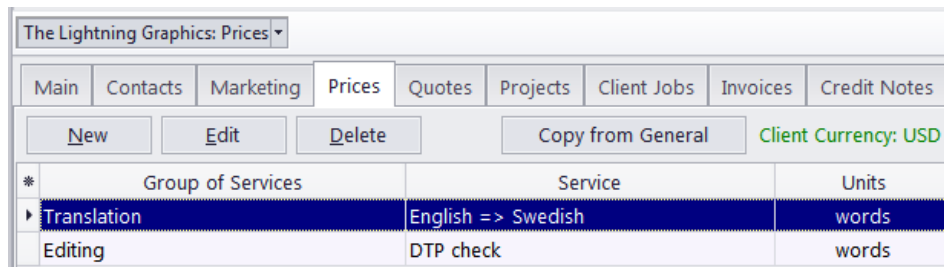 The Lightning Graphics: Prices
Main Contacts Marketing Prices Quotes Projects Client Jobs Invoices Credit Notes
New Edit Delete Copy from General Client Currency: USD
Group of Services Service Units
Translation English => Swedish words
Editing DTP check words